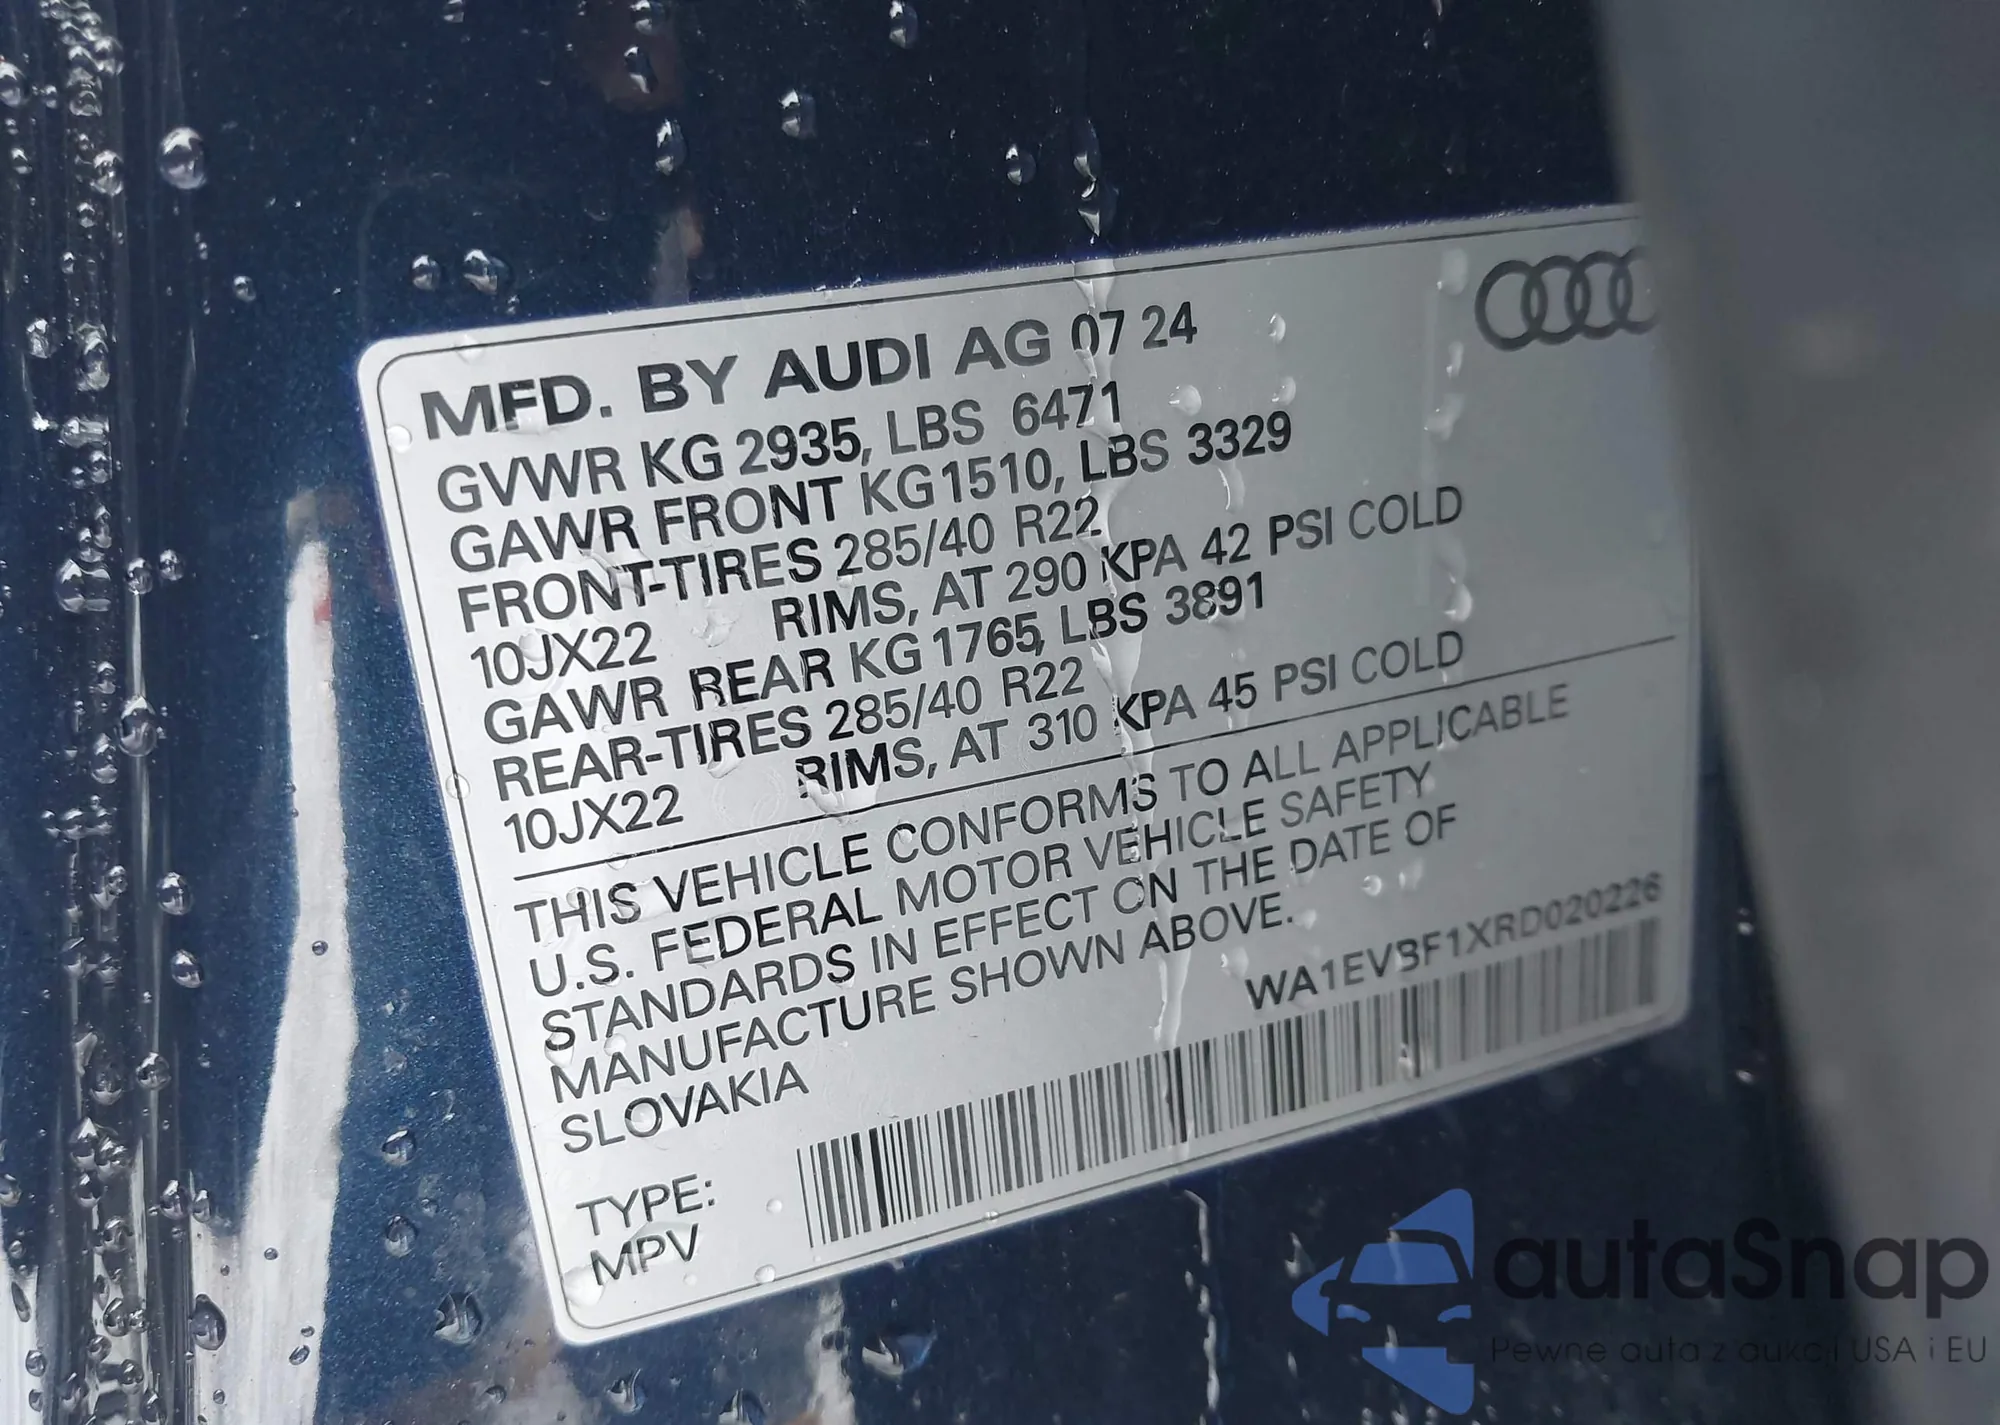 MFD. BY AUDI AG 07 24
GVWR KG 2935, LBS 6471
GAWR FRONT KG 1510, LBS 3329
FRONT-TIRES 285/40 R22
10JX22 RIMS, AT 290 KPA 42 PSI COLD
GAWR REAR KG 1765, LBS 3891
REAR-TIRES 285/40 R22
10JX22 RIMS, AT 310 KPA 45 PSI COLD
THIS VEHICLE CONFORMS TO ALL APPLICABLE
U.S. FEDERAL MOTOR VEHICLE SAFETY
STANDARDS IN EFFECT ON THE DATE OF
MANUFACTURE SHOWN ABOVE.
SLOVAKIA
WA1EVBF1XRD020226
TYPE:
MPV
autaSnap
Pewne auta z aukcji USA i EU